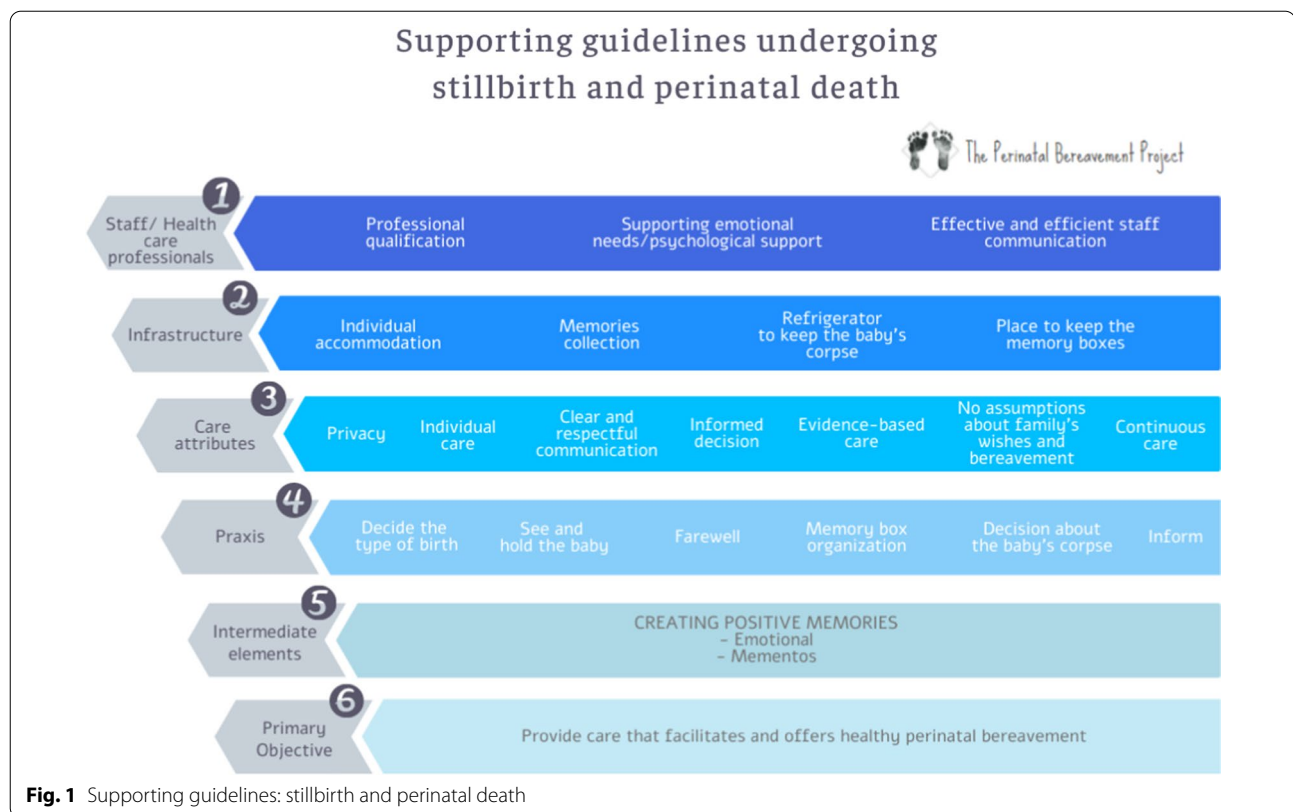 Supporting guidelines undergoing
stillbirth and perinatal death
The Perinatal Bereavement Project
1
Staff/ Health
care
professionals
Professional
qualification
Supporting emotional
needs/psychological support
Effective and efficient staff
communication
2
Infrastructure
Individual
accommodation
Memories
collection
Refrigerator
to keep the baby's
corpse
Place to keep the
memory boxes
3
Care
attributes
Privacy
Individual
care
Clear and
respectful
communication
Informed
decision
Evidence-based
care
No assumptions
about family's
wishes and
bereavement
Continuous
care
4
Praxis
Decide the
type of birth
See and
hold the baby
Farewell
Memory box
organization
Decision about
the baby's corpse
Inform
5
Intermediate
elements
CREATING POSITIVE MEMORIES
- Emotional
- Mementos
6
Primary
Objective
Provide care that facilitates and offers healthy perinatal bereavement
Fig. 1 Supporting guidelines: stillbirth and perinatal death